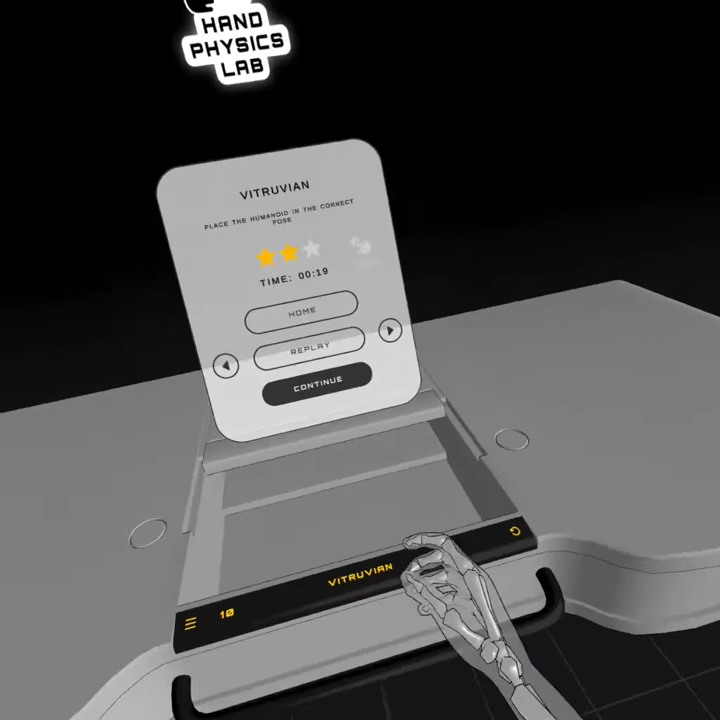 HAND
PHYSICS
LAB
VITRUVIAN
PLACE THE HUMANOID IN THE CORRECT
POSE
TIME: 00:19
HOME
REPLAY
CONTINUE
10
VITRUVIAN